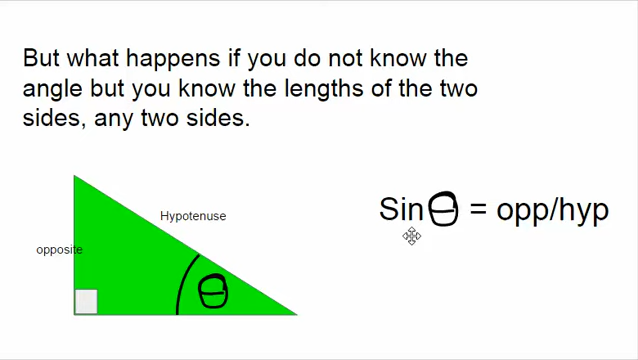 But what happens if you do not know the
angle but you know the lengths of the two
sides, any two sides.
Hypotenuse
Sinθ = opp/hyp
opposite
θ